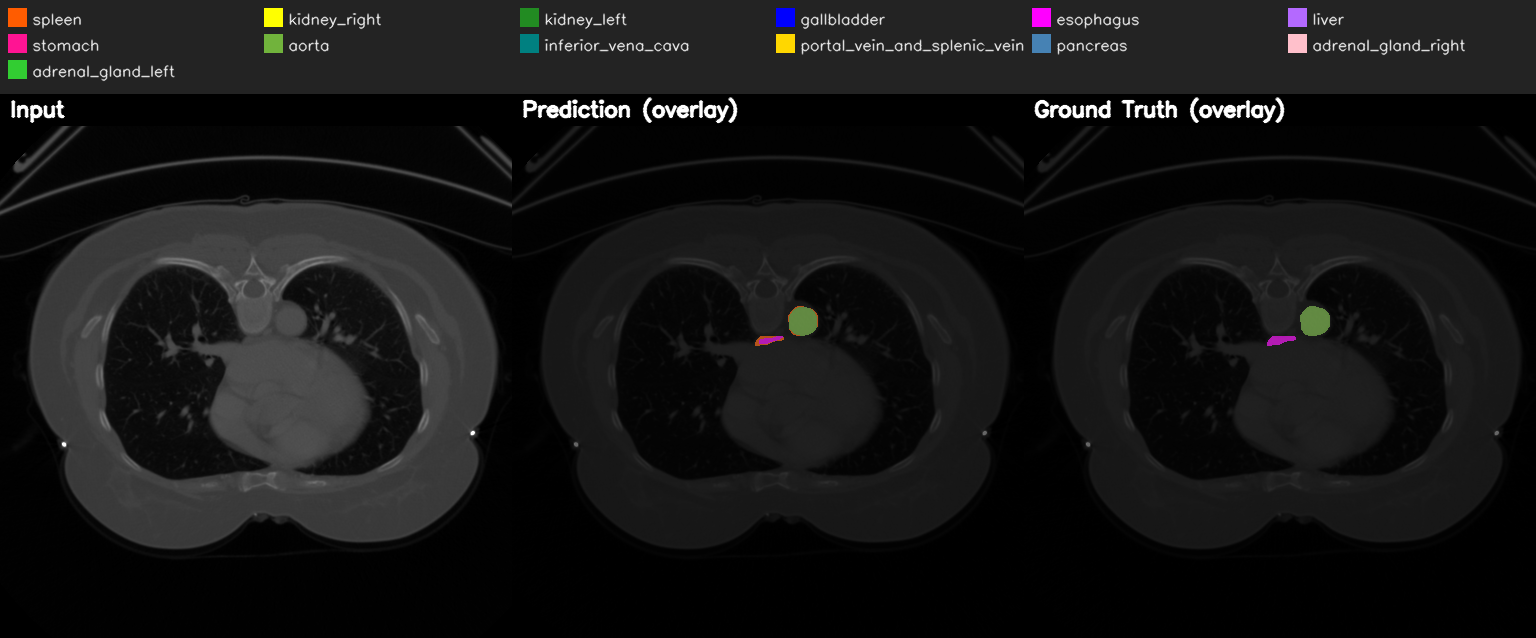 spleen kidney_right kidney_left gallbladder esophagus liver
stomach aorta inferior_vena_cava portal_vein_and_splenic_vein pancreas adrenal_gland_right
adrenal_gland_left
Input Prediction (overlay) Ground Truth (overlay)